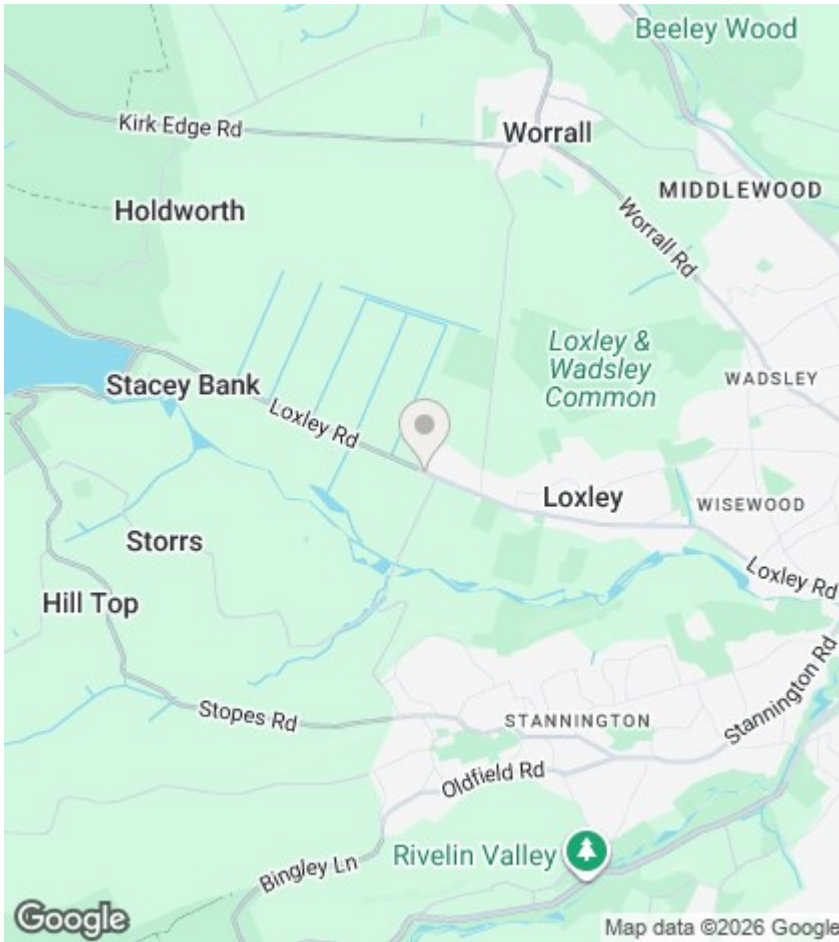 Beeley Wood
Kirk Edge Rd
Worrall
MIDDLEWOOD
Holdworth
Worrall Rd
Loxley &
Wadsley
Common
WADSLEY
Stacey Bank
Loxley Rd
Loxley
WISEWOOD
Storrs
Loxley Rd
Hill Top
Stopes Rd
STANNINGTON
Stannington Rd
Oldfield Rd
Rivelin Valley
Bingley Ln
Google
Map data ©2026 Google